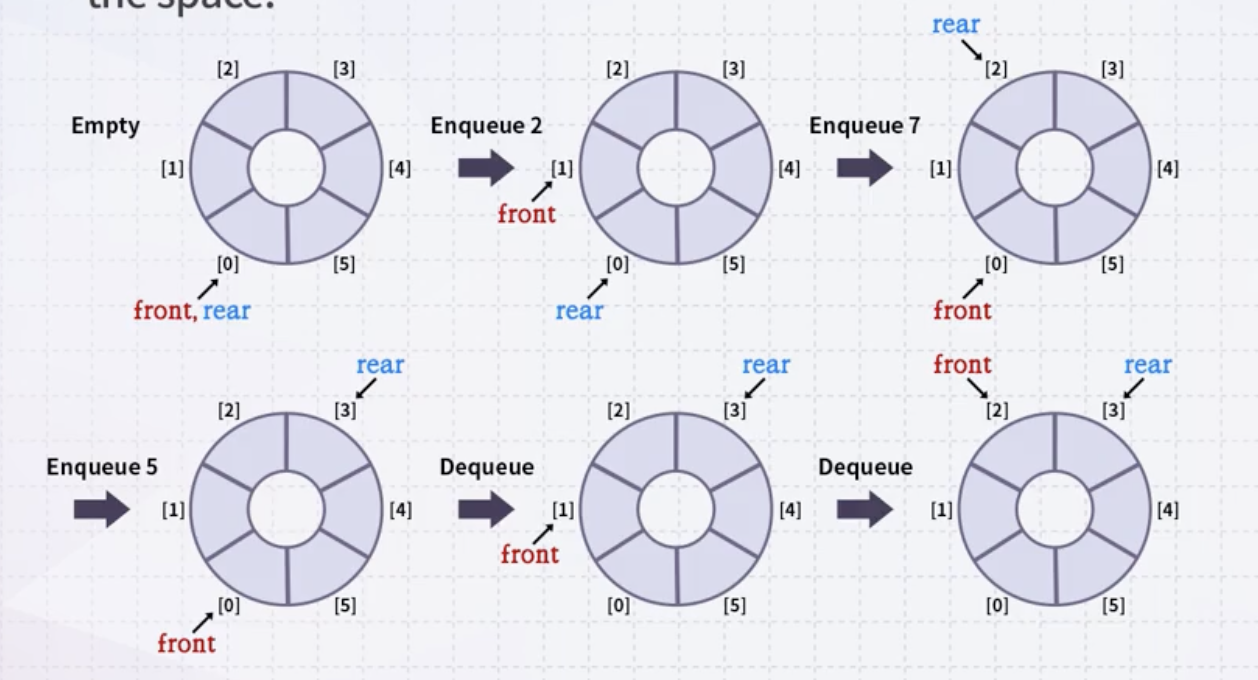 the space.
rear
[2] [3] [2] [3] [2] [3]
Empty Enqueue 2 Enqueue 7
[1] [4] [1] [4] [1] [4]
front
[0] [5] [0] [5] [0] [5]
front, rear rear front
rear rear front rear
[2] [3] [2] [3] [2] [3]
Enqueue 5 Dequeue Dequeue
[1] [4] [1] [4] [1] [4]
front
[0] [5] [0] [5] [0] [5]
front